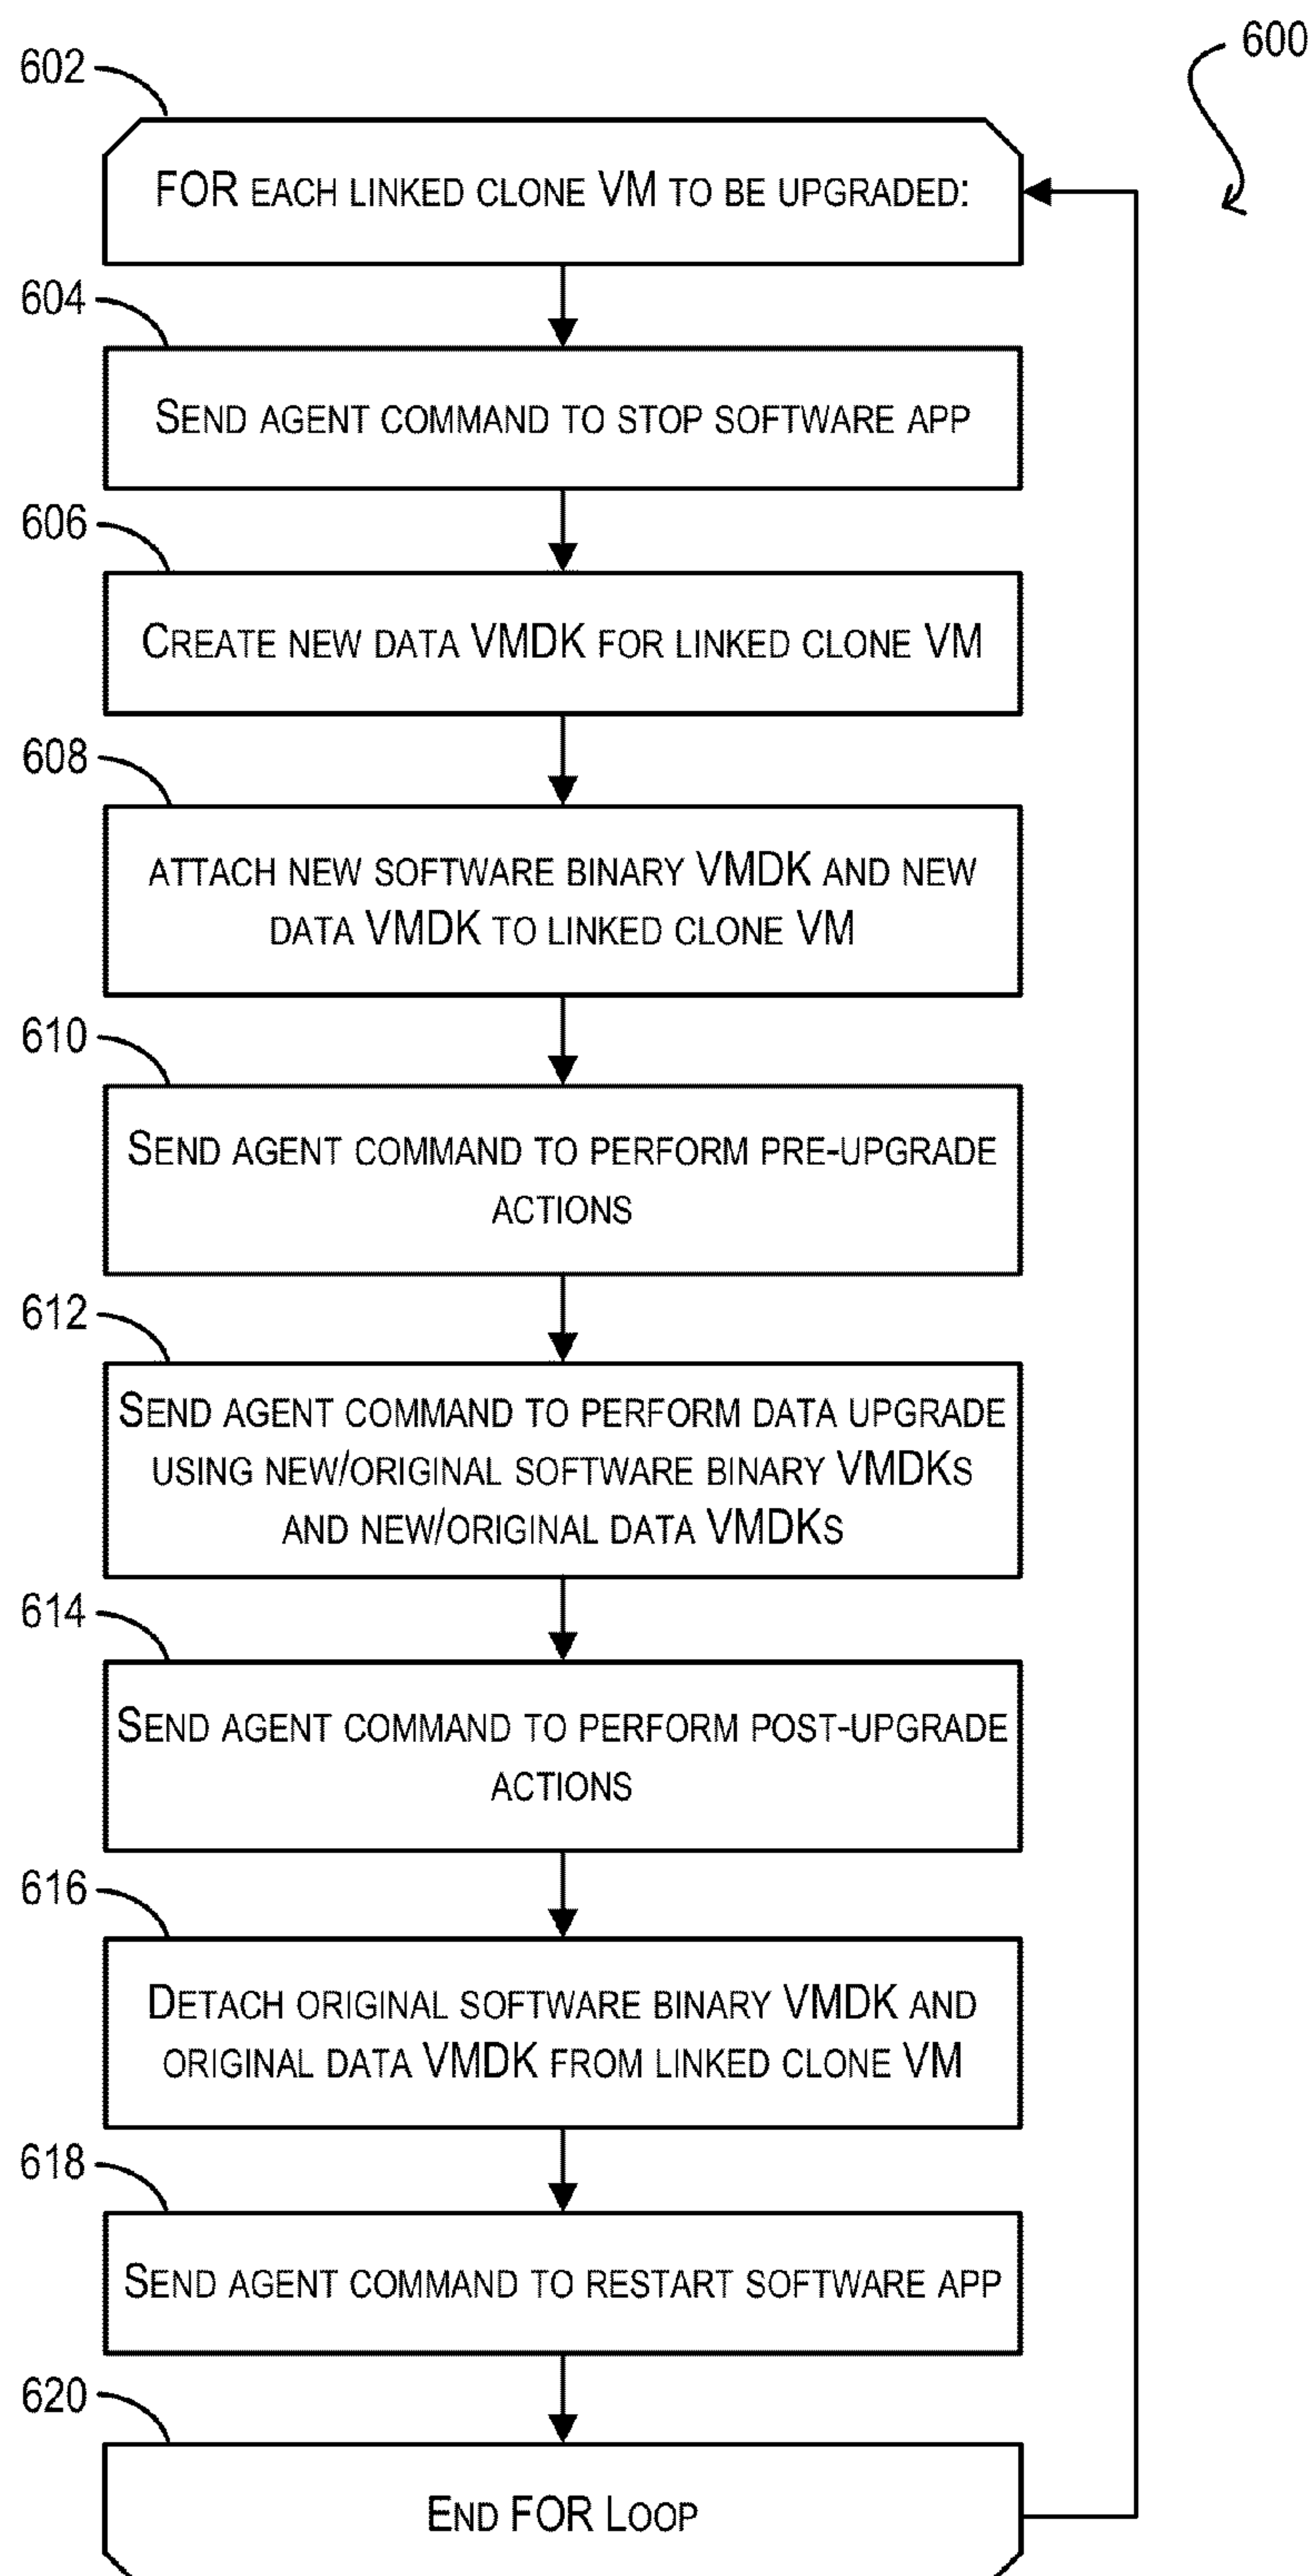 600
602
FOR EACH LINKED CLONE VM TO BE UPGRADED:
604
SEND AGENT COMMAND TO STOP SOFTWARE APP
606
CREATE NEW DATA VMDK FOR LINKED CLONE VM
608
ATTACH NEW SOFTWARE BINARY VMDK AND NEW
DATA VMDK TO LINKED CLONE VM
610
SEND AGENT COMMAND TO PERFORM PRE-UPGRADE
ACTIONS
612
SEND AGENT COMMAND TO PERFORM DATA UPGRADE
USING NEW/ORIGINAL SOFTWARE BINARY VMDKS
AND NEW/ORIGINAL DATA VMDKS
614
SEND AGENT COMMAND TO PERFORM POST-UPGRADE
ACTIONS
616
DETACH ORIGINAL SOFTWARE BINARY VMDK AND
ORIGINAL DATA VMDK FROM LINKED CLONE VM
618
SEND AGENT COMMAND TO RESTART SOFTWARE APP
620
END FOR LOOP